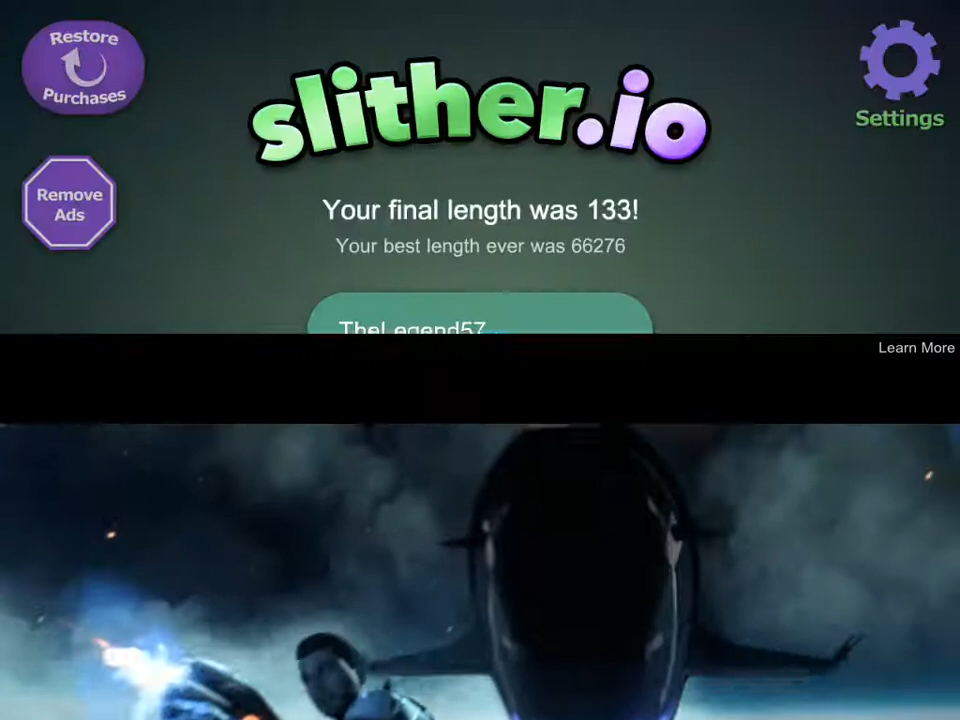 Restore
Purchases
slither.io
Settings
Remove
Ads
Your final length was 133!
Your best length ever was 66276
TheLegend57
Learn More